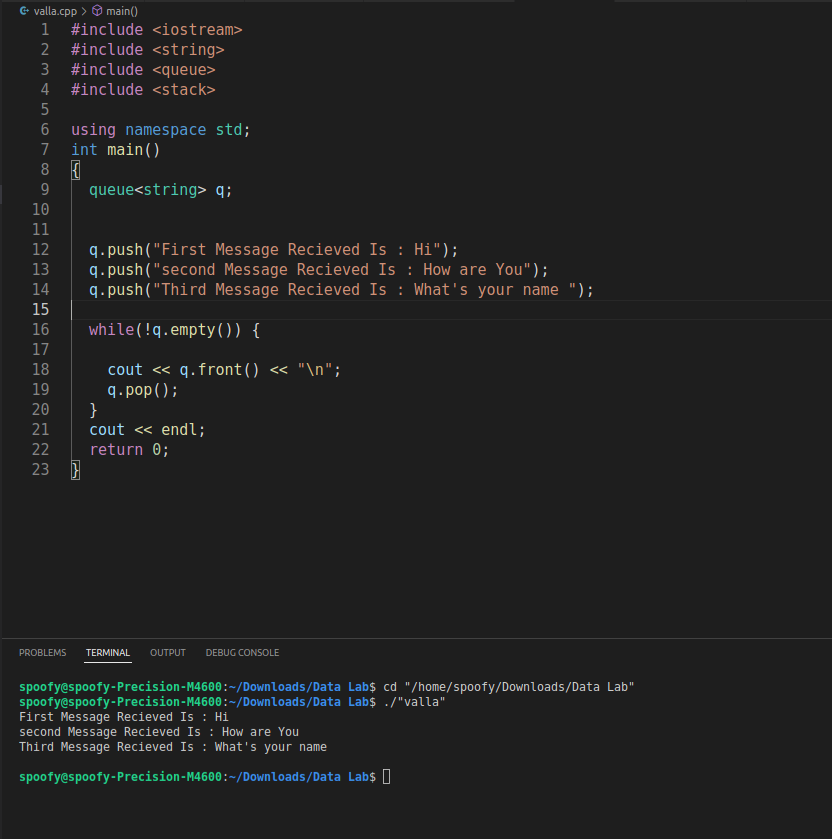 valla.cpp > main()
1 #include <iostream>
2 #include <string>
3 #include <queue>
4 #include <stack>
5
6 using namespace std;
7 int main()
8 {
9   queue<string> q;
10
11
12   q.push("First Message Recieved Is : Hi");
13   q.push("second Message Recieved Is : How are You");
14   q.push("Third Message Recieved Is : What's your name ");
15
16   while(!q.empty()) {
17
18     cout << q.front() << "\n";
19     q.pop();
20   }
21   cout << endl;
22   return 0;
23 }
PROBLEMS TERMINAL OUTPUT DEBUG CONSOLE
spoofy@spoofy-Precision-M4600:~/Downloads/Data Lab$ cd "/home/spoofy/Downloads/Data Lab"
spoofy@spoofy-Precision-M4600:~/Downloads/Data Lab$ ./"valla"
First Message Recieved Is : Hi
second Message Recieved Is : How are You
Third Message Recieved Is : What's your name
spoofy@spoofy-Precision-M4600:~/Downloads/Data Lab$